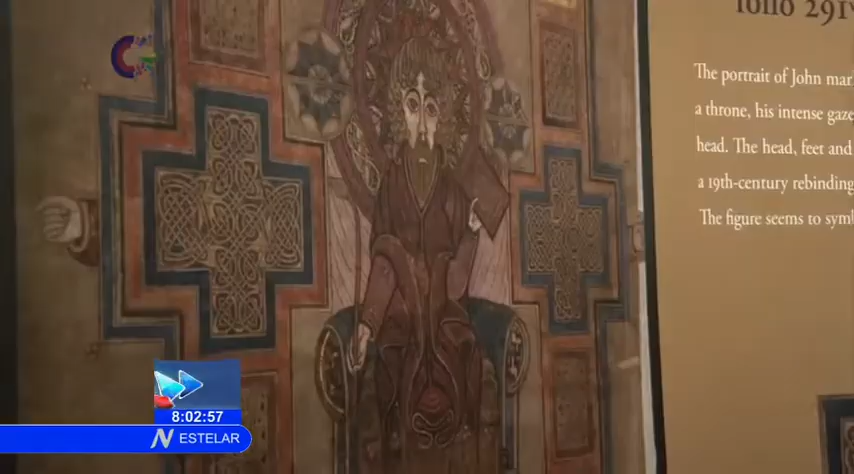 folio 291v
The portrait of John mar
a throne, his intense gaze
head. The head, feet and
a 19th-century rebinding
The figure seems to sym
8:02:57
N ESTELAR